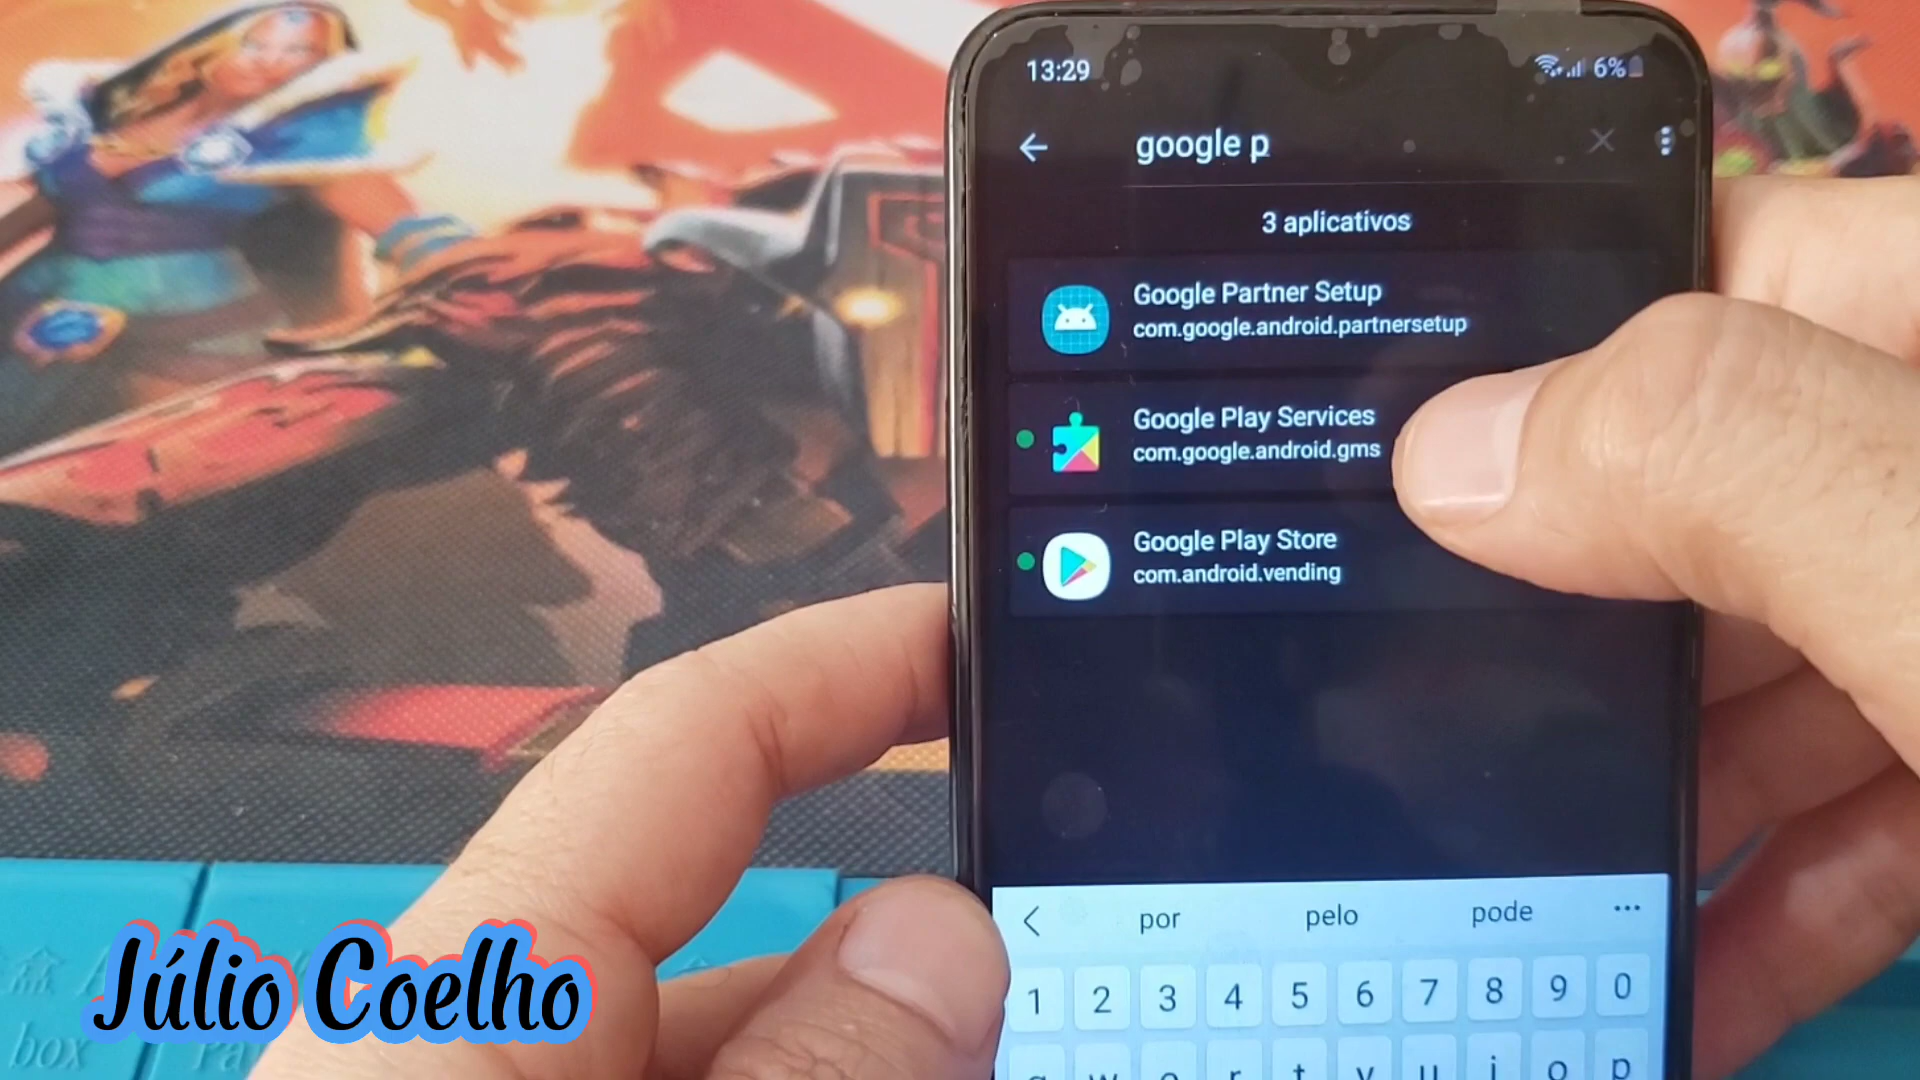 13:29
6%
google p
3 aplicativos
Google Partner Setup
com.google.android.partnersetup
Google Play Services
com.google.android.gms
Google Play Store
com.android.vending
por pelo pode
1 2 3 4 5 6 7 8 9 0
q w e r t y u i o p
Júlio Coelho
box